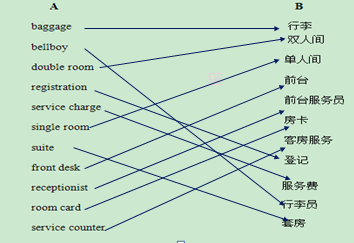 A
B
baggage
行李
bellboy
双人间
double room
单人间
registration
前台
service charge
前台服务员
single room
房卡
suite
客房服务
front desk
登记
receptionist
服务费
room card
行李员
service counter
套房